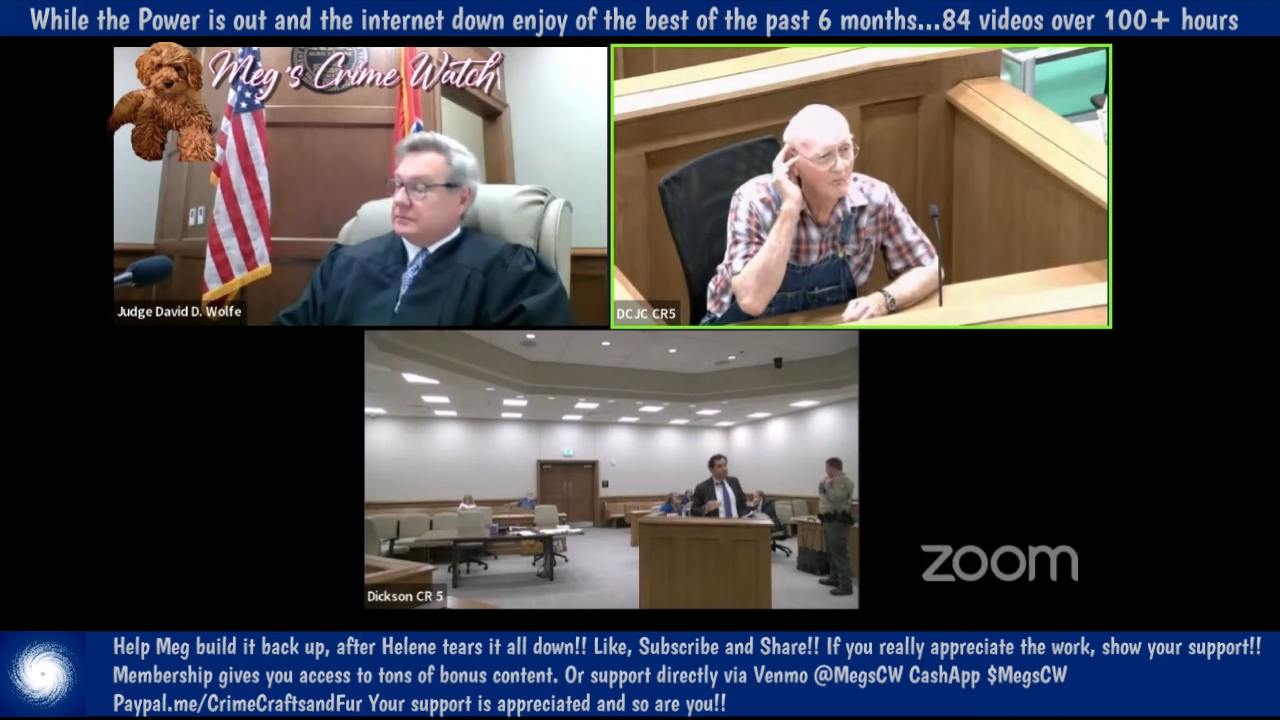 While the Power is out and the internet down enjoy of the best of the past 6 months...84 videos over 100+ hours
Meg's Crime Watch
Judge David D. Wolfe
DCJC CR5
Dickson CR 5
zoom
Help Meg build it back up, after Helene tears it all down!! Like, Subscribe and Share!! If you really appreciate the work, show your support!!
Membership gives you access to tons of bonus content. Or support directly via Venmo @MegsCW CashApp $MegsCW
Paypal.me/CrimeCraftsandFur Your support is appreciated and so are you!!